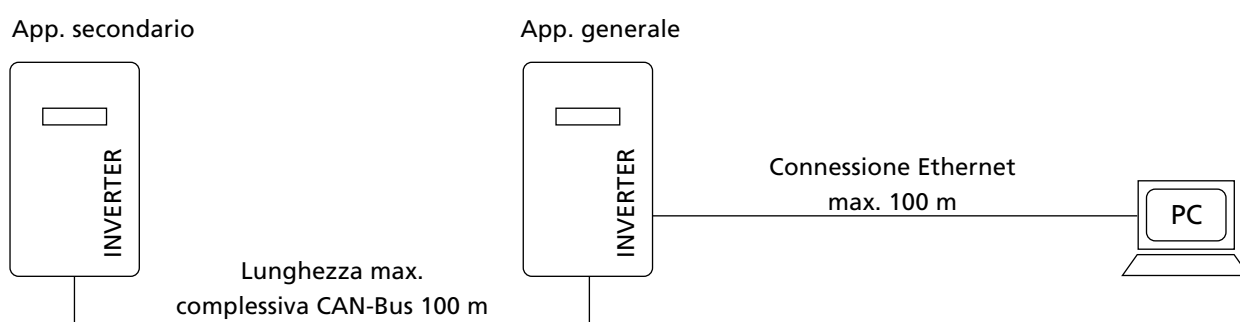 App. secondario
App. generale
INVERTER
INVERTER
Connessione Ethernet
max. 100 m
PC
Lunghezza max.
complessiva CAN-Bus 100 m